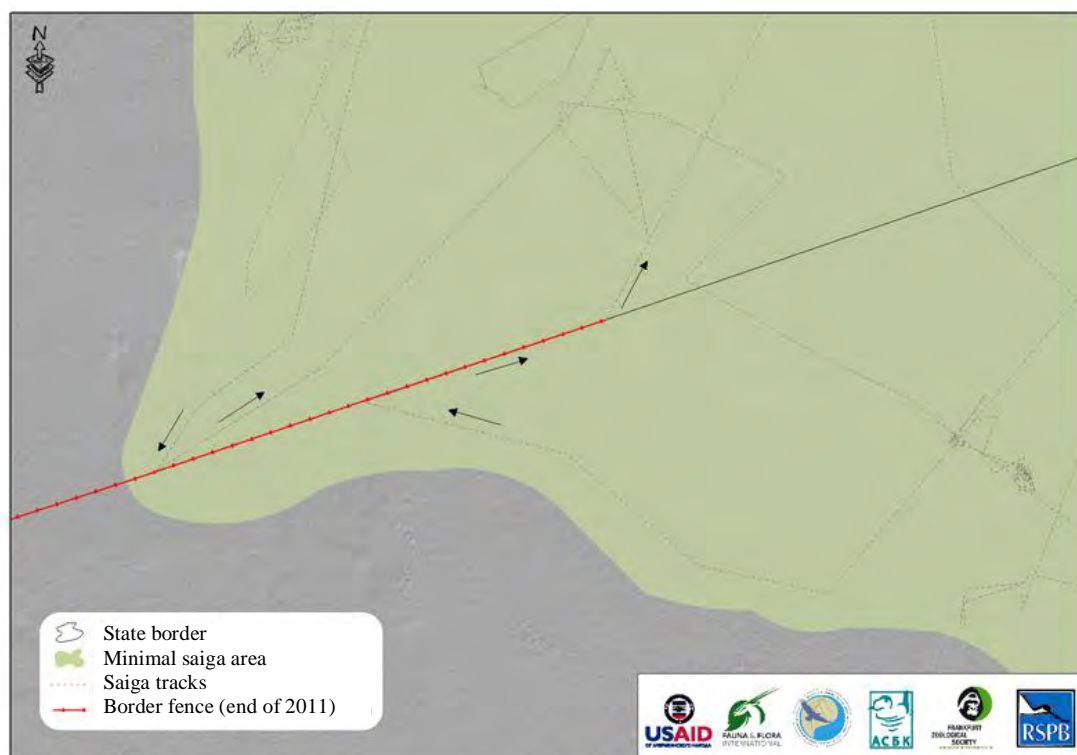 N
State border
Minimal saiga area
Saiga tracks
Border fence (end of 2011)
USAID
FAUNA & FLORA
INTERNATIONAL
АСБК
FRANKFURT
ZOOLOGICAL
SOCIETY
RSPB